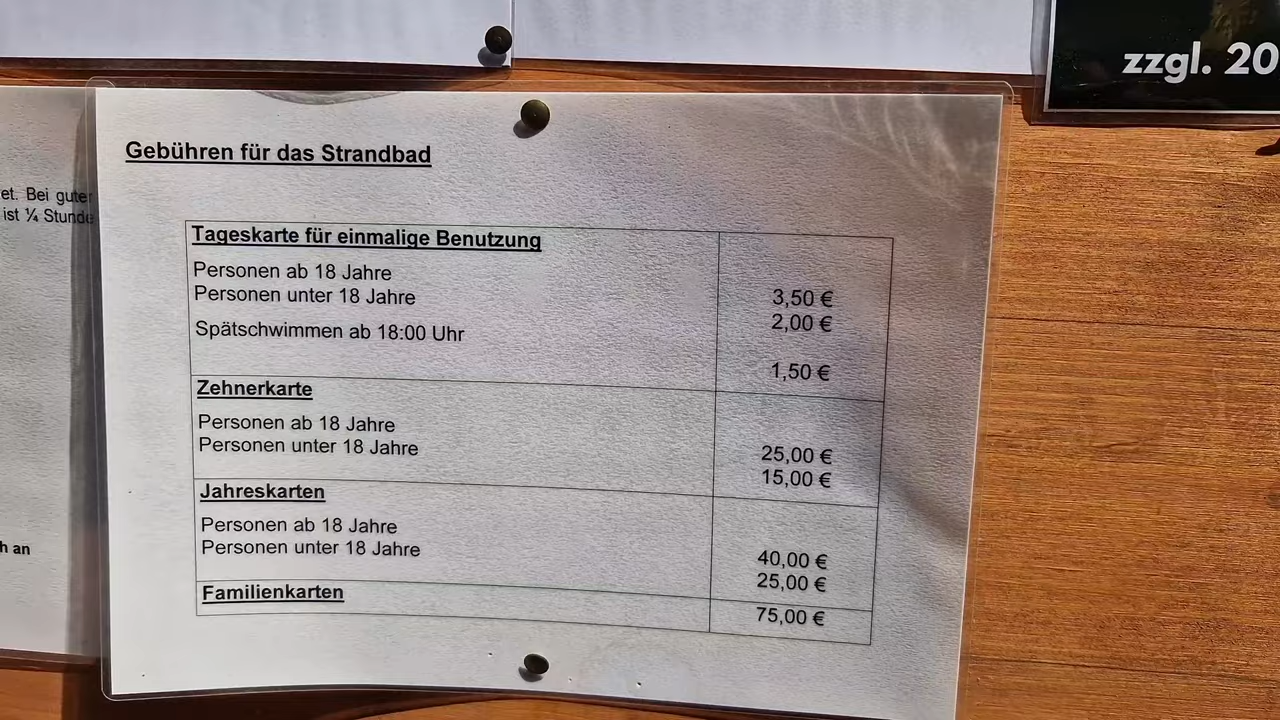 zzgl. 20
et. Bei guter
ist ¼ Stunde
h an
Gebühren für das Strandbad
Tageskarte für einmalige Benutzung
Personen ab 18 Jahre 3,50 €
Personen unter 18 Jahre 2,00 €
Spätschwimmen ab 18:00 Uhr 1,50 €
Zehnerkarte
Personen ab 18 Jahre 25,00 €
Personen unter 18 Jahre 15,00 €
Jahreskarten
Personen ab 18 Jahre 40,00 €
Personen unter 18 Jahre 25,00 €
Familienkarten 75,00 €